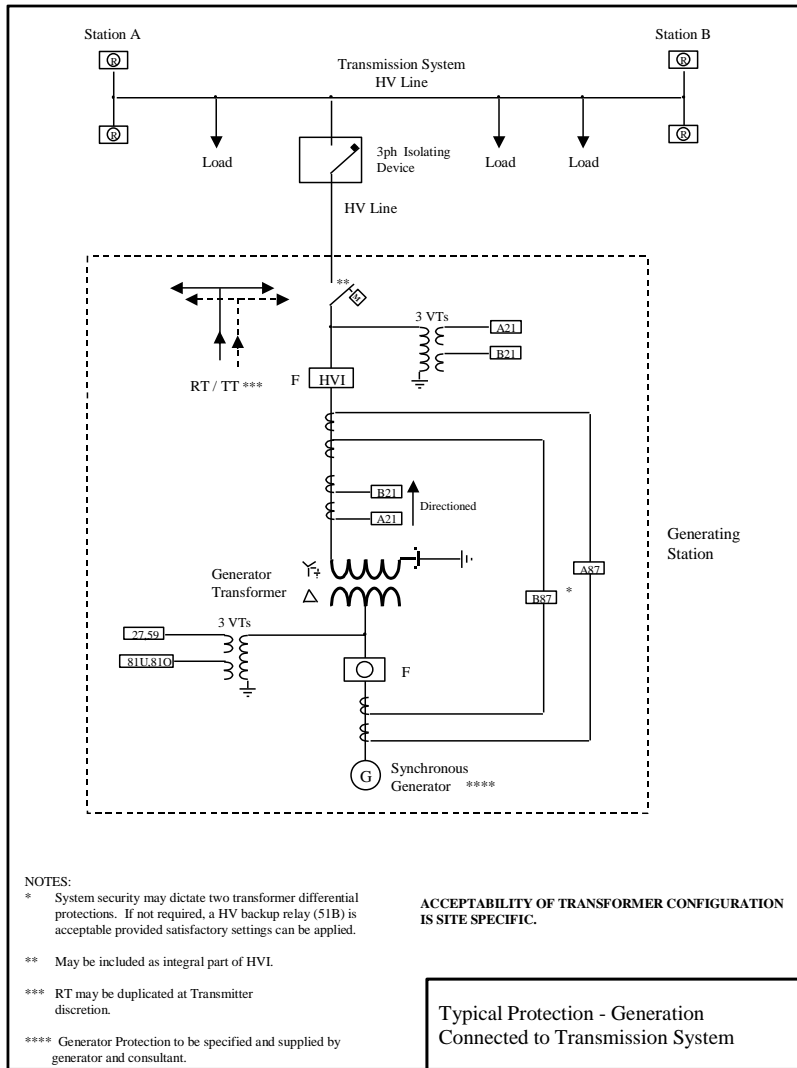 Station A
Station B
R
R
Transmission System
HV Line
R
R
Load
3ph Isolating
Device
Load
Load
HV Line
**
M
3 VTs
A21
B21
RT / TT ***
F
HVI
B21
A21
Directioned
Generating
Station
Generator
Transformer
A87
B87
*
3 VTs
27,59
81U,81O
F
G
Synchronous
Generator ****
NOTES:
* System security may dictate two transformer differential
protections. If not required, a HV backup relay (51B) is
acceptable provided satisfactory settings can be applied.
ACCEPTABILITY OF TRANSFORMER CONFIGURATION
IS SITE SPECIFIC.
** May be included as integral part of HVI.
*** RT may be duplicated at Transmitter
discretion.
**** Generator Protection to be specified and supplied by
generator and consultant.
Typical Protection - Generation
Connected to Transmission System